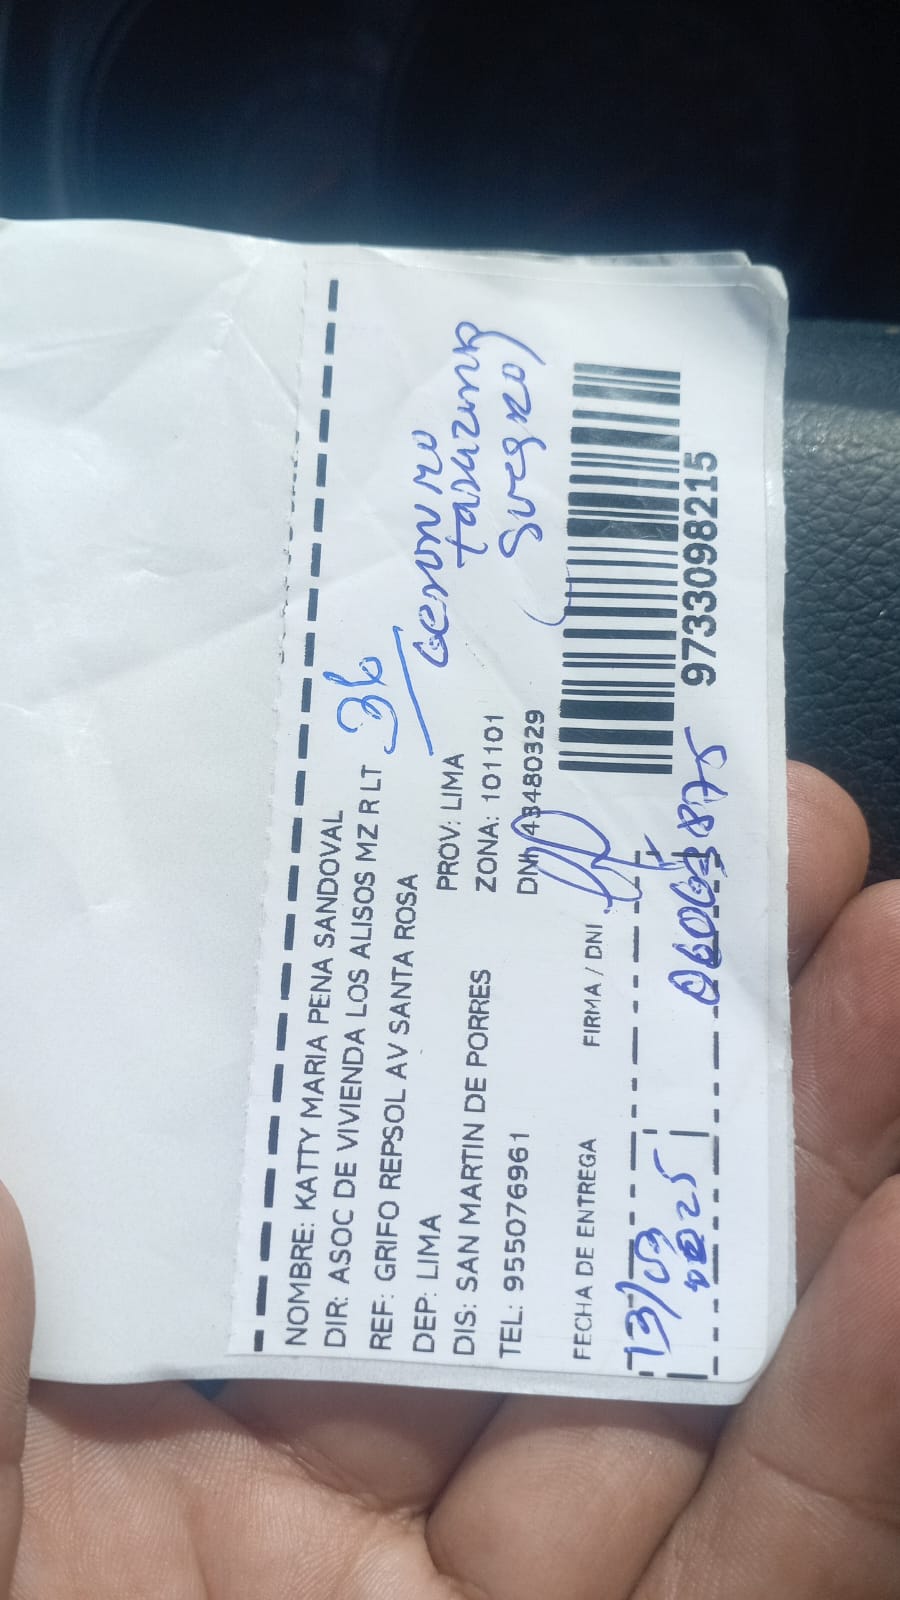 NOMBRE: KATTY MARIA PENA SANDOVAL
DIR: ASOC DE VIVIENDA LOS ALISOS MZ R LT 36
REF: GRIFO REPSOL AV SANTA ROSA
DEP: LIMA PROV: LIMA
DIS: SAN MARTIN DE PORRES ZONA: 101101
TEL: 955076961 DNI: 43480329
FECHA DE ENTREGA FIRMA / DNI
13/03
2025
9733098215